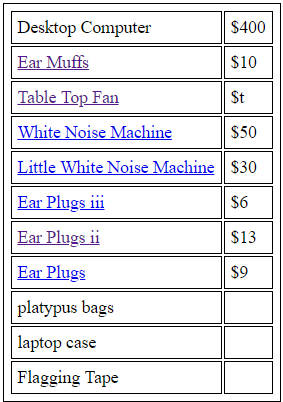 Desktop Computer $400
Ear Muffs $10
Table Top Fan $t
White Noise Machine $50
Little White Noise Machine $30
Ear Plugs iii $6
Ear Plugs ii $13
Ear Plugs $9
platypus bags
laptop case
Flagging Tape